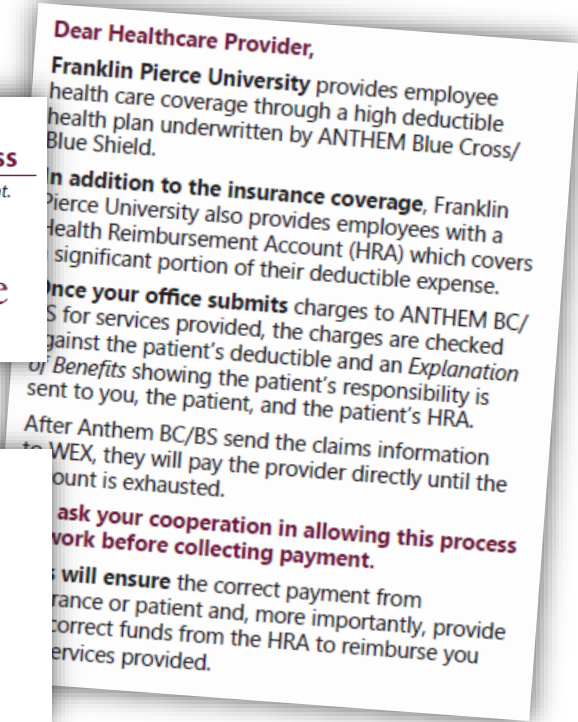 Dear Healthcare Provider,
Franklin Pierce University provides employee
health care coverage through a high deductible
health plan underwritten by ANTHEM Blue Cross/
Blue Shield.
In addition to the insurance coverage, Franklin
Pierce University also provides employees with a
Health Reimbursement Account (HRA) which covers
significant portion of their deductible expense.
Once your office submits charges to ANTHEM BC/
S for services provided, the charges are checked
against the patient's deductible and an Explanation
of Benefits showing the patient's responsibility is
sent to you, the patient, and the patient's HRA.
After Anthem BC/BS send the claims information
to WEX, they will pay the provider directly until the
ount is exhausted.
ask your cooperation in allowing this process
work before collecting payment.
s will ensure the correct payment from
rance or patient and, more importantly, provide
correct funds from the HRA to reimburse you
ervices provided.
ss
t.
e